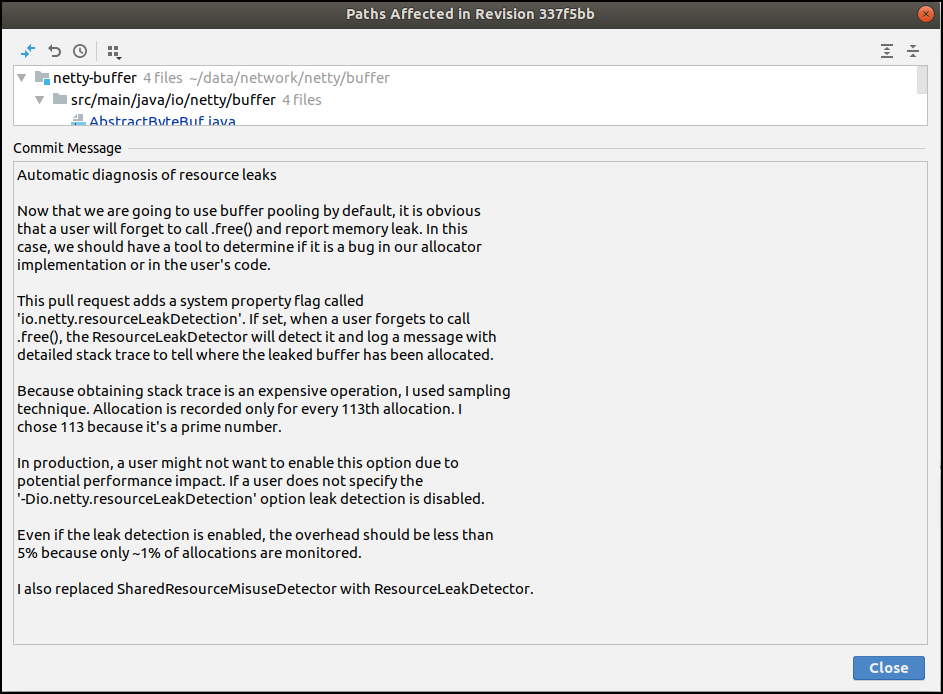 Paths Affected in Revision 337f5bb
netty-buffer 4 files ~/data/network/netty/buffer
src/main/java/io/netty/buffer 4 files
AbstractByteBuf.java
Commit Message
Automatic diagnosis of resource leaks
Now that we are going to use buffer pooling by default, it is obvious
that a user will forget to call .free() and report memory leak. In this
case, we should have a tool to determine if it is a bug in our allocator
implementation or in the user's code.
This pull request adds a system property flag called
'io.netty.resourceLeakDetection'. If set, when a user forgets to call
.free(), the ResourceLeakDetector will detect it and log a message with
detailed stack trace to tell where the leaked buffer has been allocated.
Because obtaining stack trace is an expensive operation, I used sampling
technique. Allocation is recorded only for every 113th allocation. I
chose 113 because it's a prime number.
In production, a user might not want to enable this option due to
potential performance impact. If a user does not specify the
'-Dio.netty.resourceLeakDetection' option leak detection is disabled.
Even if the leak detection is enabled, the overhead should be less than
5% because only ~1% of allocations are monitored.
I also replaced SharedResourceMisuseDetector with ResourceLeakDetector.
Close